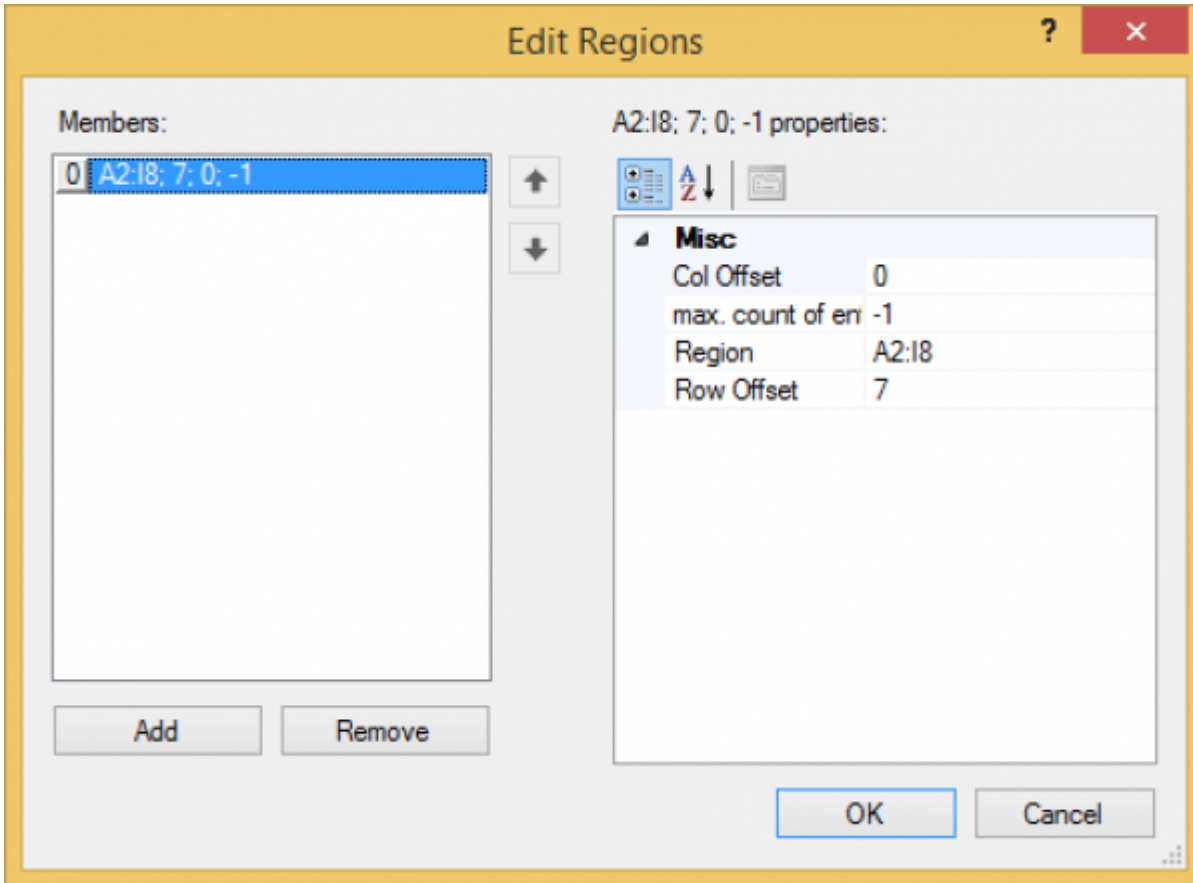 Edit Regions
?
Members:
0 A2:I8; 7; 0; -1
Add
Remove
A2:I8; 7; 0; -1 properties:
A
Z
Misc
Col Offset 0
max. count of ent -1
Region A2:I8
Row Offset 7
OK
Cancel